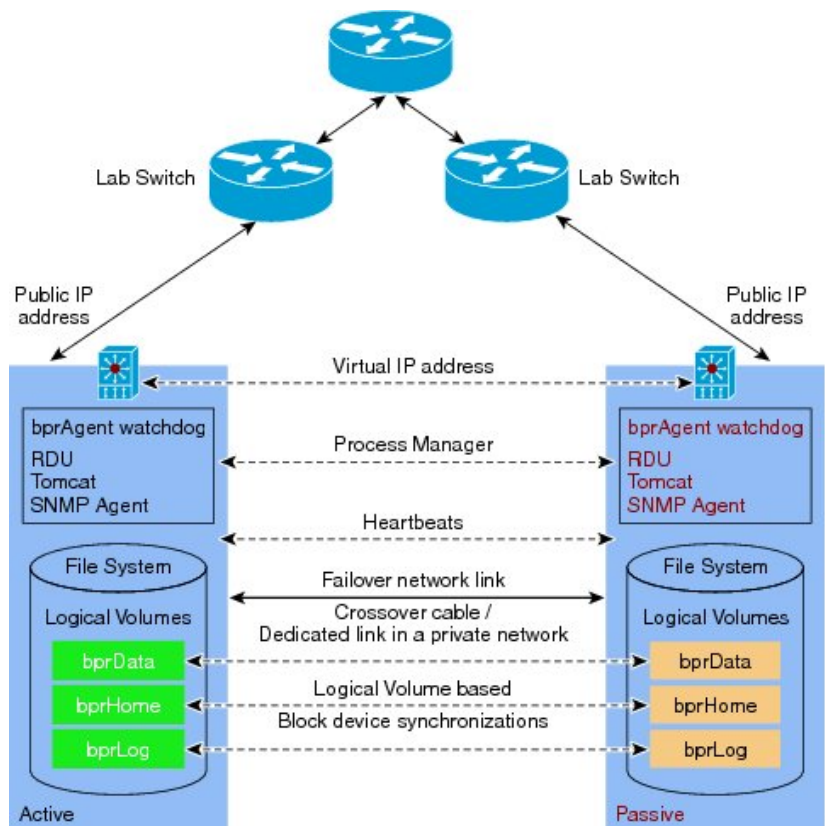 Lab Switch
Lab Switch
Public IP
address
Public IP
address
Virtual IP address
bprAgent watchdog
RDU
Tomcat
SNMP Agent
Process Manager
bprAgent watchdog
RDU
Tomcat
SNMP Agent
Heartbeats
File System
Logical Volumes
bprData
bprHome
bprLog
Failover network link
Crossover cable /
Dedicated link in a private network
Logical Volume based
Block device synchronizations
File System
Logical Volumes
bprData
bprHome
bprLog
Active
Passive